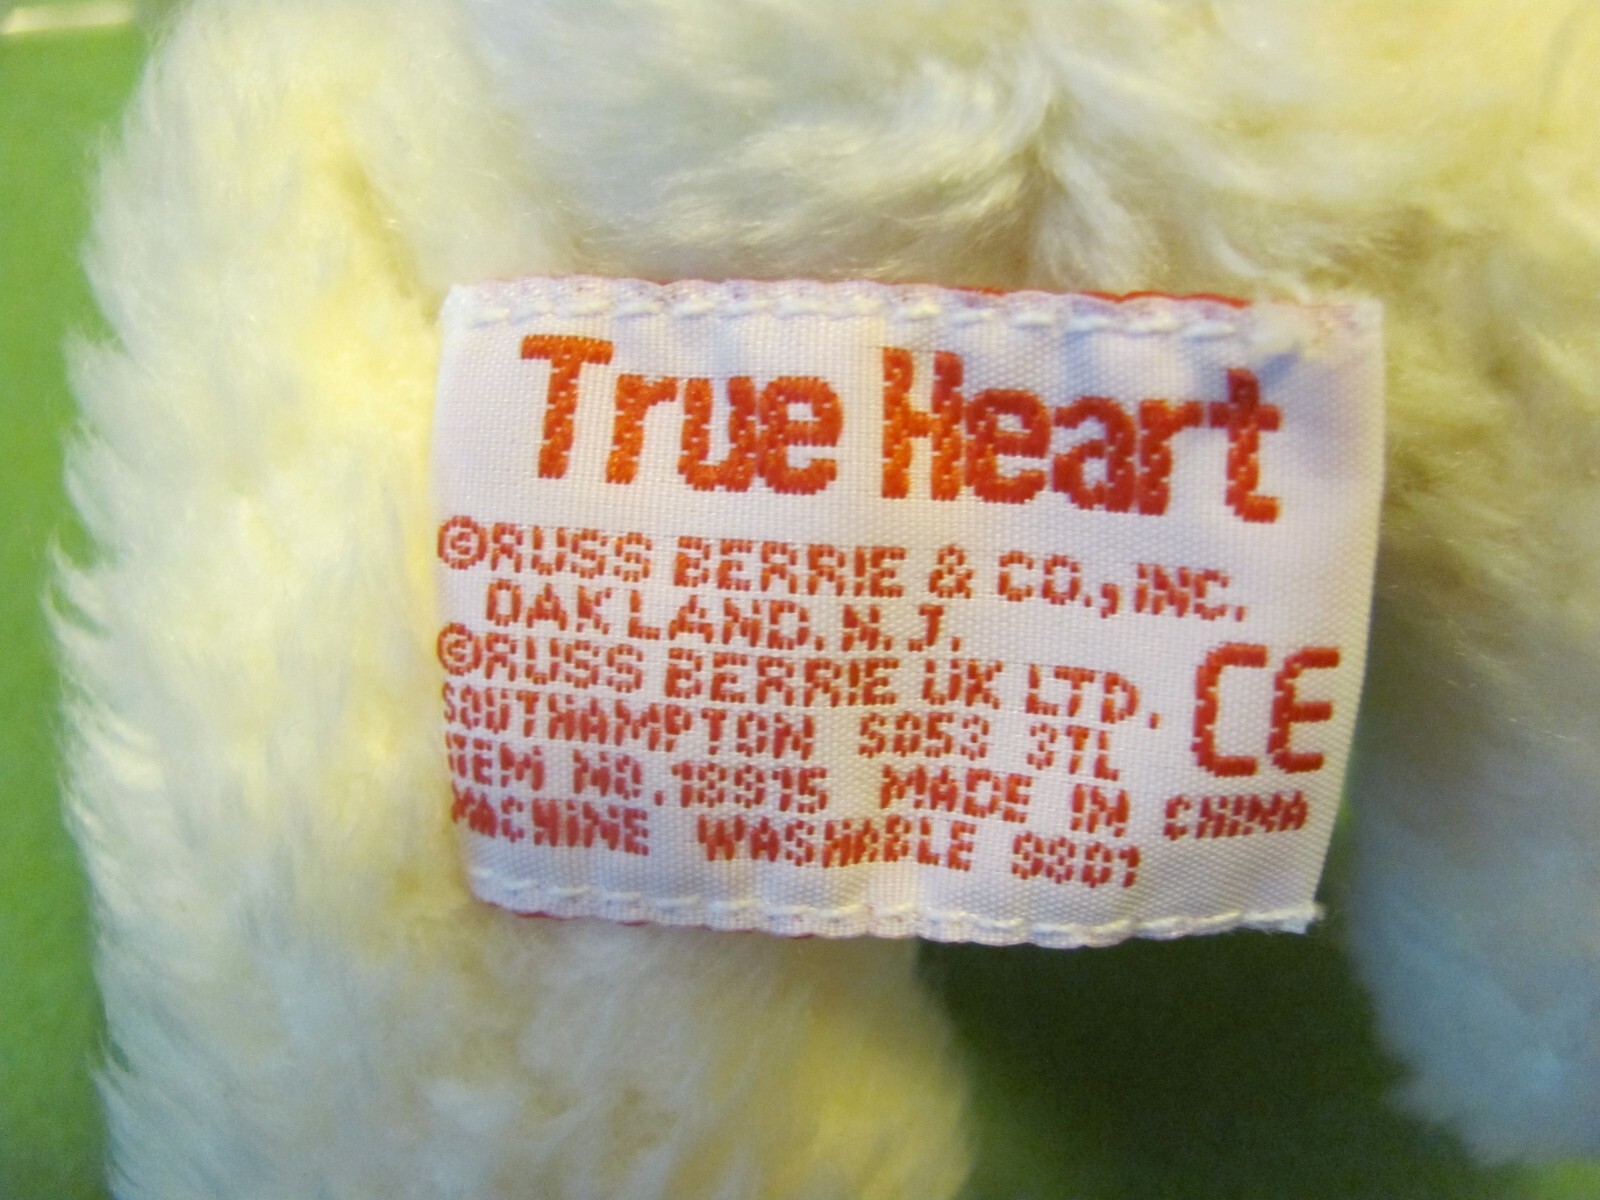 True Heart
©RUSS BERRIE & CO., INC.
OAKLAND. N. J.
©RUSS BERRIE UK LTD.
SOUTHAMPTON SO53 3TL
CE
ITEM NO. 18915 MADE IN CHINA
MACHINE WASHABLE